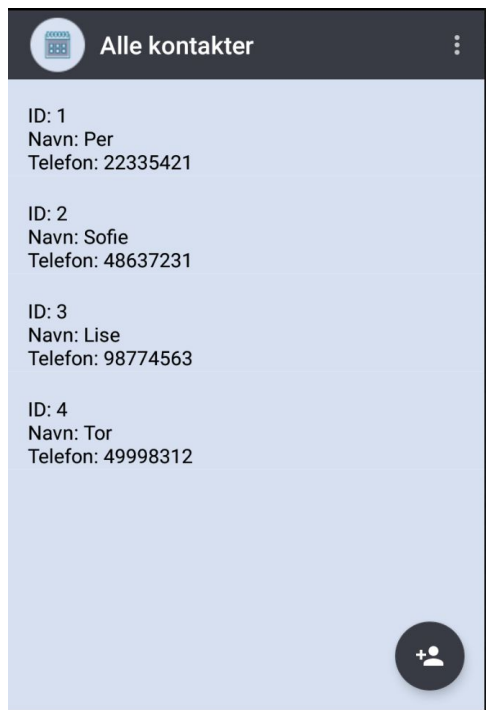 Alle kontakter
ID: 1
Navn: Per
Telefon: 22335421
ID: 2
Navn: Sofie
Telefon: 48637231
ID: 3
Navn: Lise
Telefon: 98774563
ID: 4
Navn: Tor
Telefon: 49998312